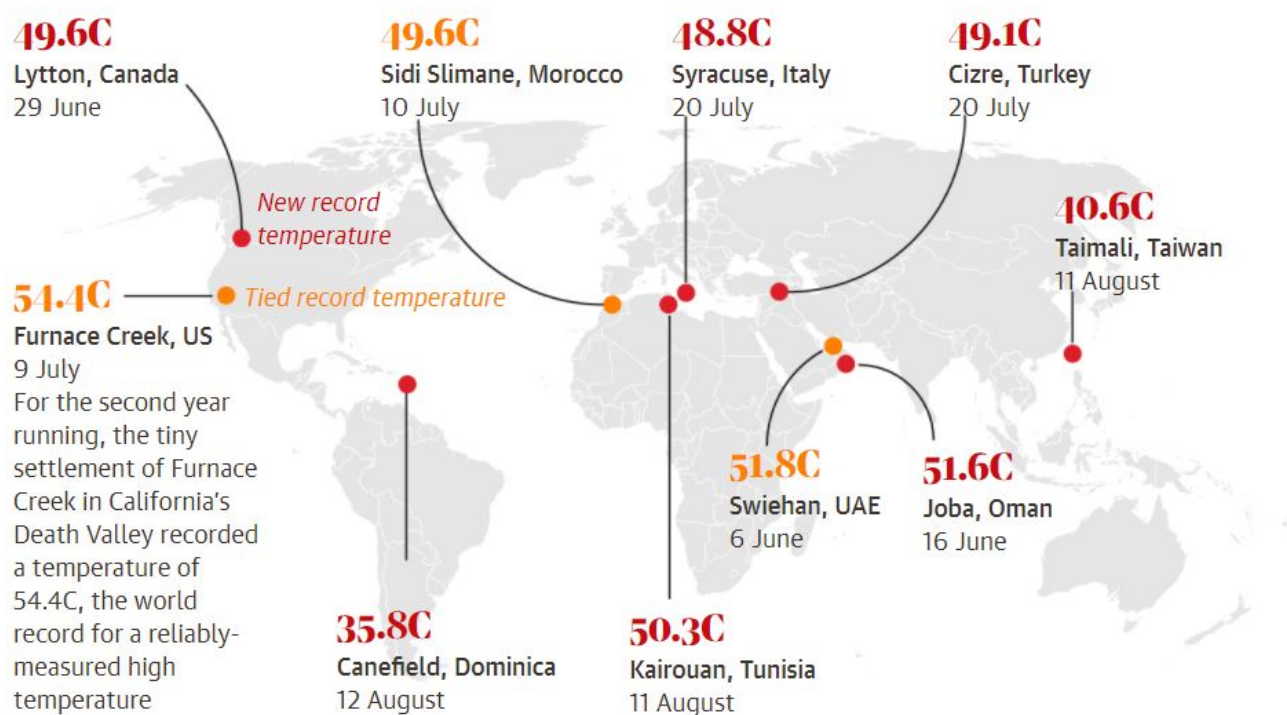 49.6C
Lytton, Canada
29 June
49.6C
Sidi Slimane, Morocco
10 July
48.8C
Syracuse, Italy
20 July
49.1C
Cizre, Turkey
20 July
New record
temperature
40.6C
Taimali, Taiwan
11 August
54.4C
Tied record temperature
Furnace Creek, US
9 July
For the second year
running, the tiny
settlement of Furnace
Creek in California's
Death Valley recorded
a temperature of
54.4C, the world
record for a reliably-
measured high
temperature
51.8C
Swiehan, UAE
6 June
51.6C
Joba, Oman
16 June
35.8C
Canefield, Dominica
12 August
50.3C
Kairouan, Tunisia
11 August